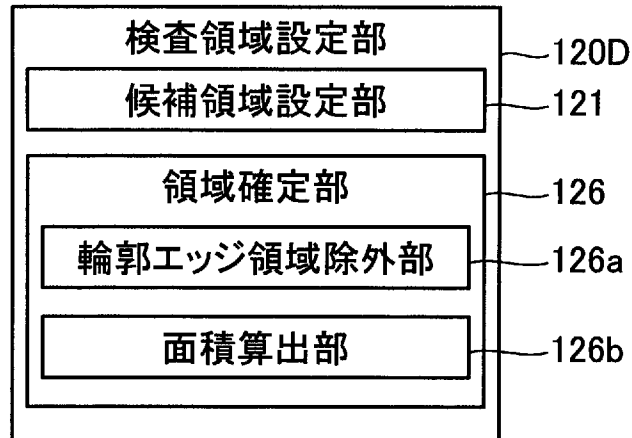 検査領域設定部
120D
候補領域設定部
121
領域確定部
126
輪郭エッジ領域除外部
126a
面積算出部
126b